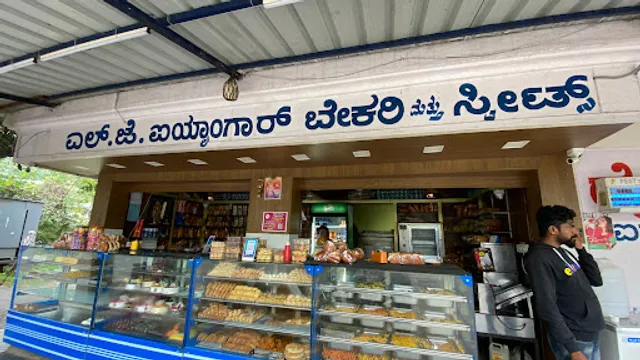 ಎಲ್.ಜೆ. ಐಯ್ಯಾಂಗಾರ್ ಬೇಕರಿ ಮತ್ತು ಸ್ವೀಟ್ಸ್